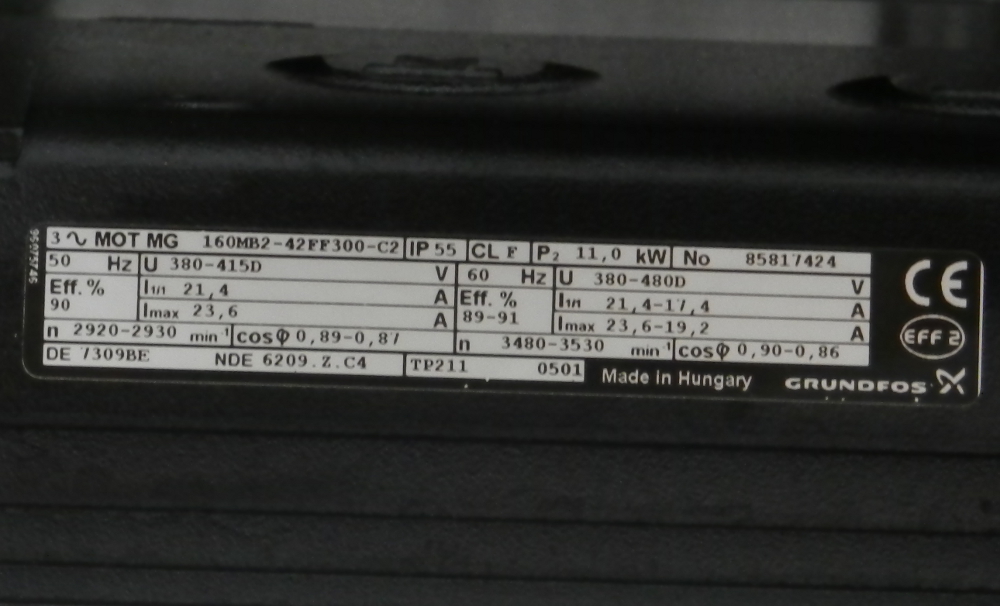 3 ∿ MOT MG 160MB2-42FF300-C2 IP 55 CL F P₂ 11,0 kW No 85817424
50 Hz U 380-415D V 60 Hz U 380-480D V
Eff. % 90 I1/1 21,4 A Eff. % 89-91 I1/1 21,4-17,4 A
Imax 23,6 A Imax 23,6-19,2 A
n 2920-2930 min⁻¹ cosφ 0,89-0,87 n 3480-3530 min⁻¹ cosφ 0,90-0,86
DE 7309BE NDE 6209.Z.C4 TP211 0501 Made in Hungary GRUNDFOS
CE
EFF 2